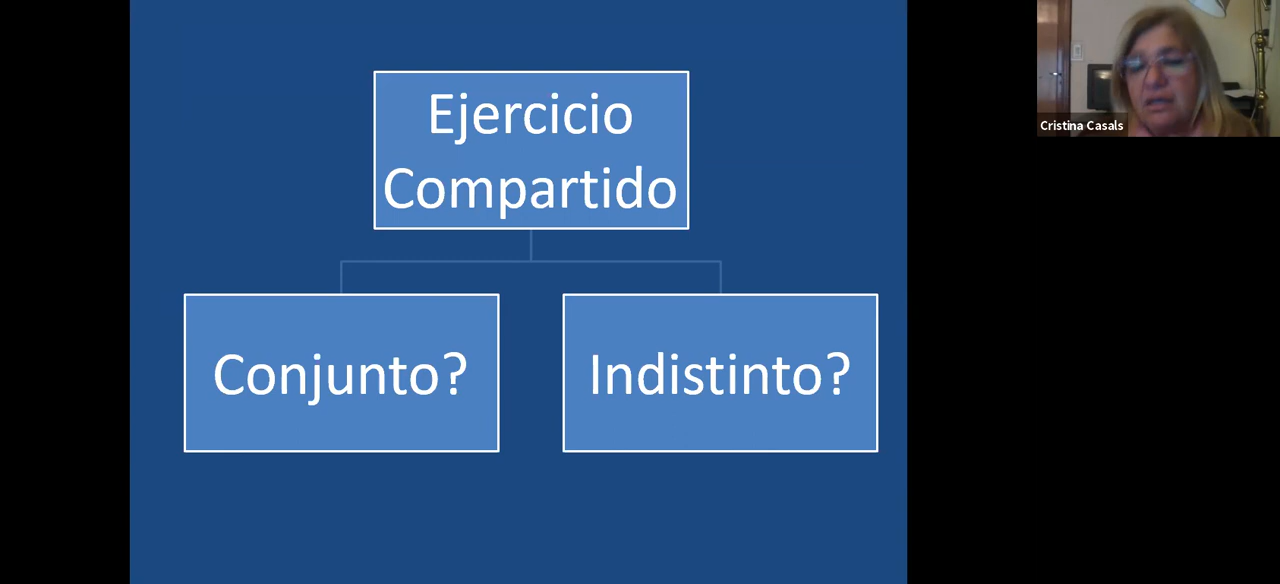 Ejercicio
Compartido
Conjunto?
Indistinto?
Cristina Casals